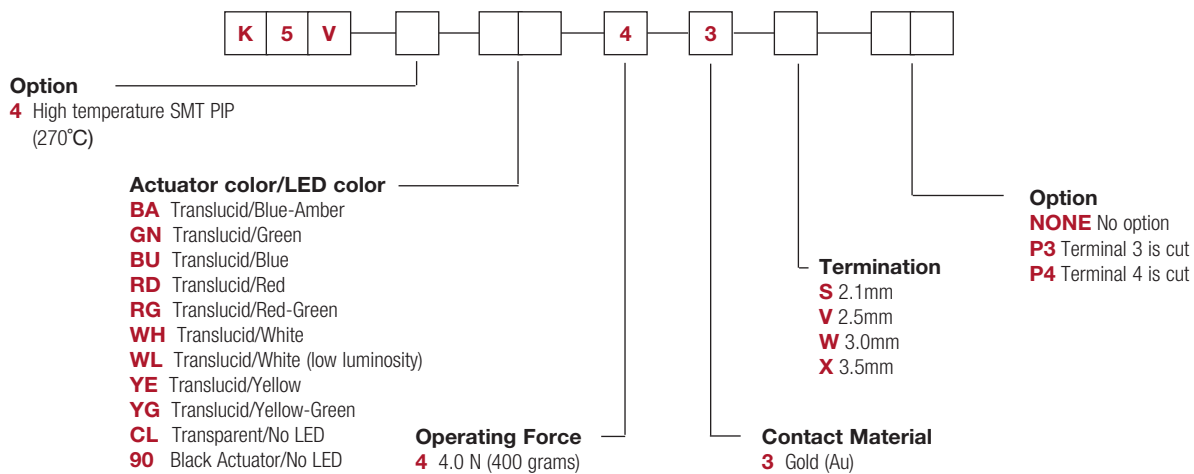 K 5 V 4 3
Option
4 High temperature SMT PIP
(270°C)
Actuator color/LED color
BA Translucid/Blue-Amber
GN Translucid/Green
BU Translucid/Blue
RD Translucid/Red
RG Translucid/Red-Green
WH Translucid/White
WL Translucid/White (low luminosity)
YE Translucid/Yellow
YG Translucid/Yellow-Green
CL Transparent/No LED
90 Black Actuator/No LED
Operating Force
4 4.0 N (400 grams)
Contact Material
3 Gold (Au)
Termination
S 2.1mm
V 2.5mm
W 3.0mm
X 3.5mm
Option
NONE No option
P3 Terminal 3 is cut
P4 Terminal 4 is cut